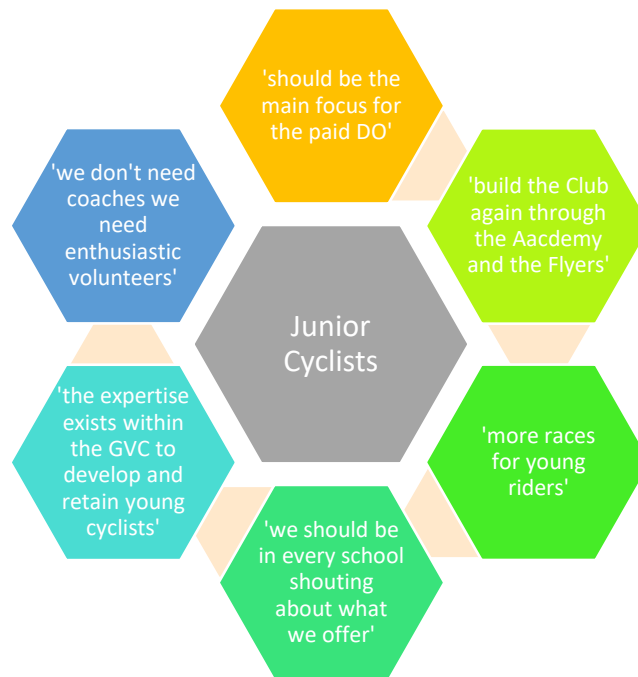 'should be the
main focus for
the paid DO'
'build the Club
again through
the Aacdemy
and the Flyers'
'more races
for young
riders'
'we should be
in every school
shouting
about what
we offer'
'the expertise
exists within
the GVC to
develop and
retain young
cyclists'
'we don't need
coaches we
need
enthusiastic
volunteers'
Junior
Cyclists